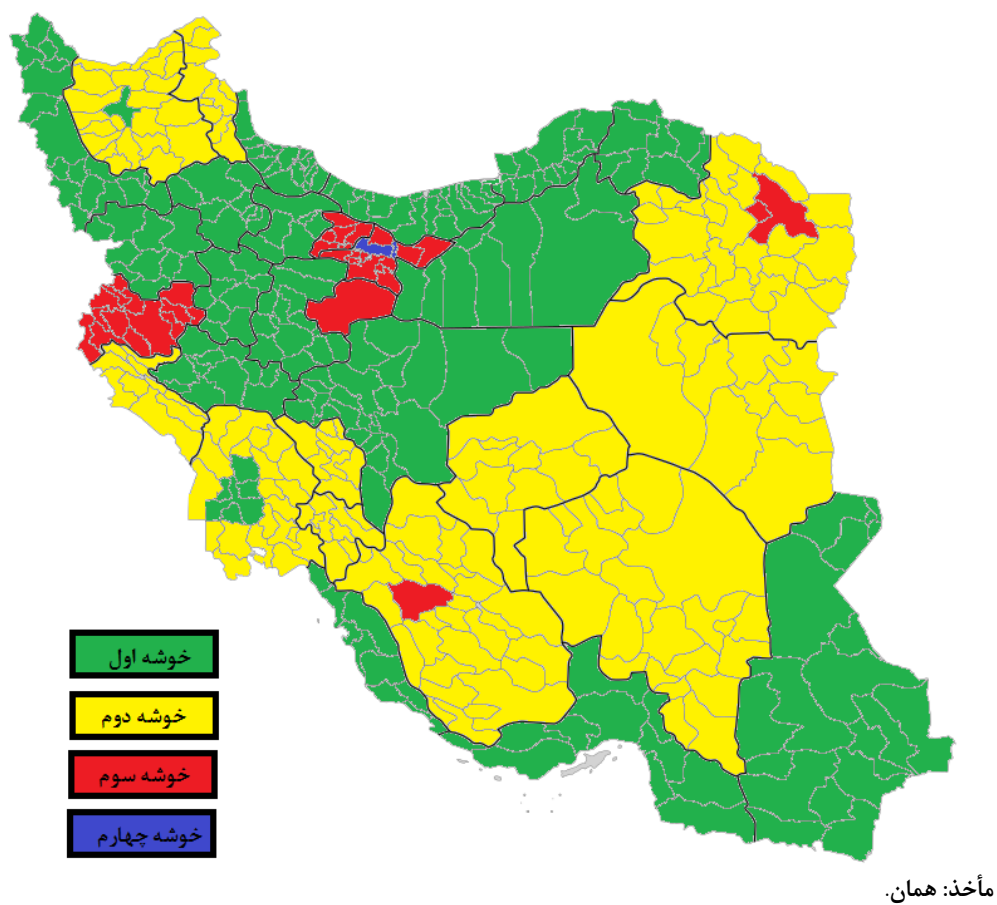 خوشه اول
خوشه دوم
خوشه سوم
خوشه چهارم
مأخذ: همان.